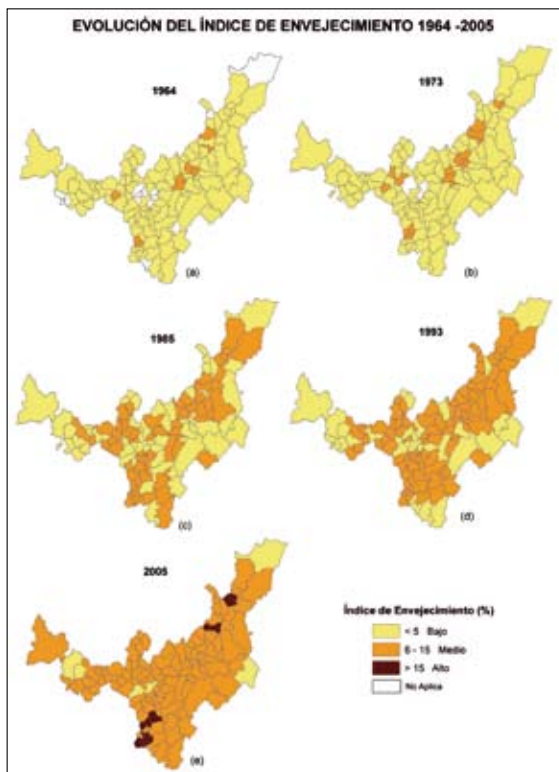 EVOLUCIÓN DEL ÍNDICE DE ENVEJECIMIENTO 1964 -2005
1964
1973
(a)
(b)
1985
1993
(c)
(d)
2005
Índice de Envejecimiento (%)
< 5 Bajo
6 - 15 Medio
> 15 Alto
No Aplica
(e)